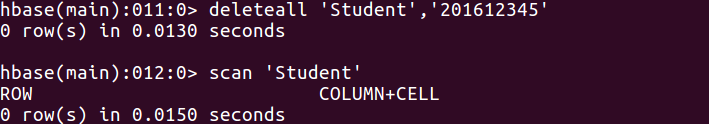 hbase(main):011:0> deleteall 'Student','201612345'
0 row(s) in 0.0130 seconds
hbase(main):012:0> scan 'Student'
ROW                          COLUMN+CELL
0 row(s) in 0.0150 seconds